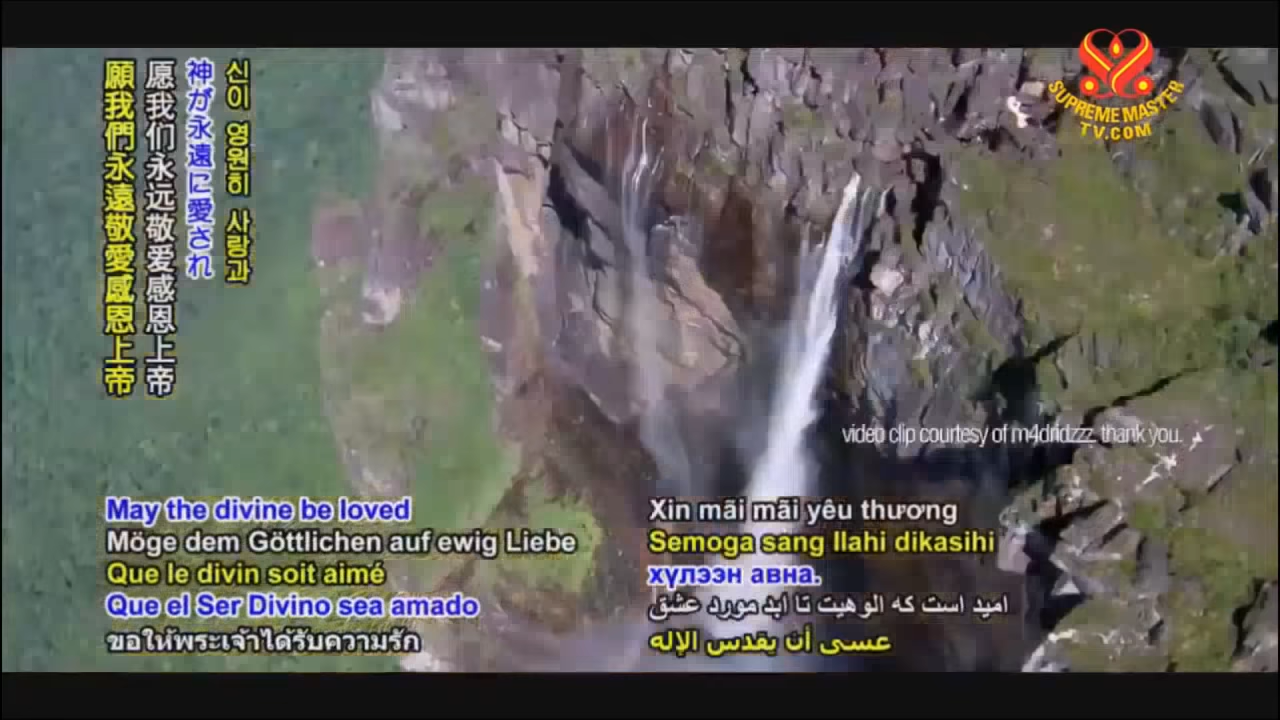 SUPREME MASTER
TV.COM
願我們永遠敬愛感恩上帝
愿我们永远敬爱感恩上帝
神が永遠に愛され
신이 영원히 사랑과
video clip courtesy of m4dridzzz. thank you.
May the divine be loved
Möge dem Göttlichen auf ewig Liebe
Que le divin soit aimé
Que el Ser Divino sea amado
ขอให้พระเจ้าได้รับความรัก
Xin mãi mãi yêu thương
Semoga sang Ilahi dikasihi
хүлээн авна.
امید است که الوهیت تا ابد مورد عشق
عسى أن يقدس الإله